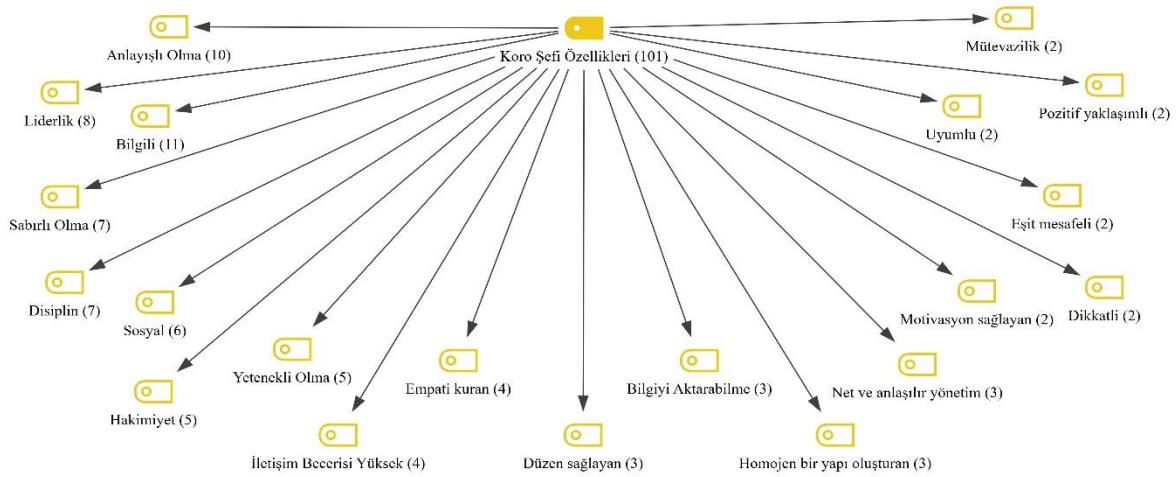 Koro Şefi Özellikleri (101)
Anlayışlı Olma (10)
Mütevazilik (2)
Liderlik (8)
Bilgili (11)
Uyumlu (2)
Pozitif yaklaşımlı (2)
Sabırlı Olma (7)
Eşit mesafeli (2)
Disiplin (7)
Sosyal (6)
Motivasyon sağlayan (2)
Dikkatli (2)
Hakimiyet (5)
Yetenekli Olma (5)
Empati kuran (4)
Bilgiyi Aktarabilme (3)
Net ve anlaşılır yönetim (3)
İletişim Becerisi Yüksek (4)
Düzen sağlayan (3)
Homojen bir yapı oluşturan (3)